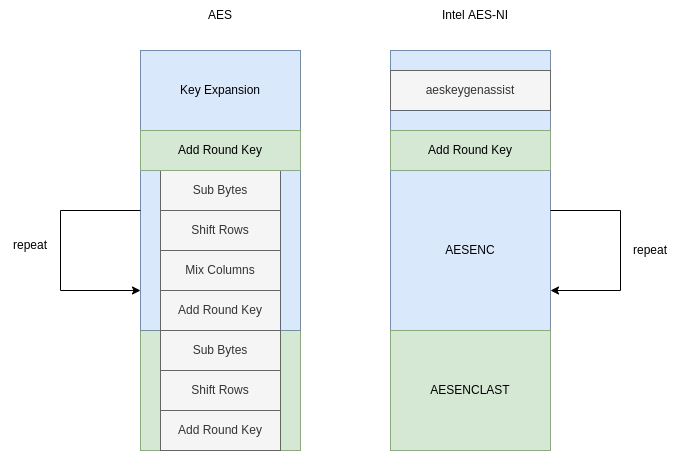 AES
Intel AES-NI
Key Expansion
aeskeygenassist
Add Round Key
Add Round Key
Sub Bytes
Shift Rows
repeat
Mix Columns
AESENC
repeat
Add Round Key
Sub Bytes
Shift Rows
AESENCLAST
Add Round Key